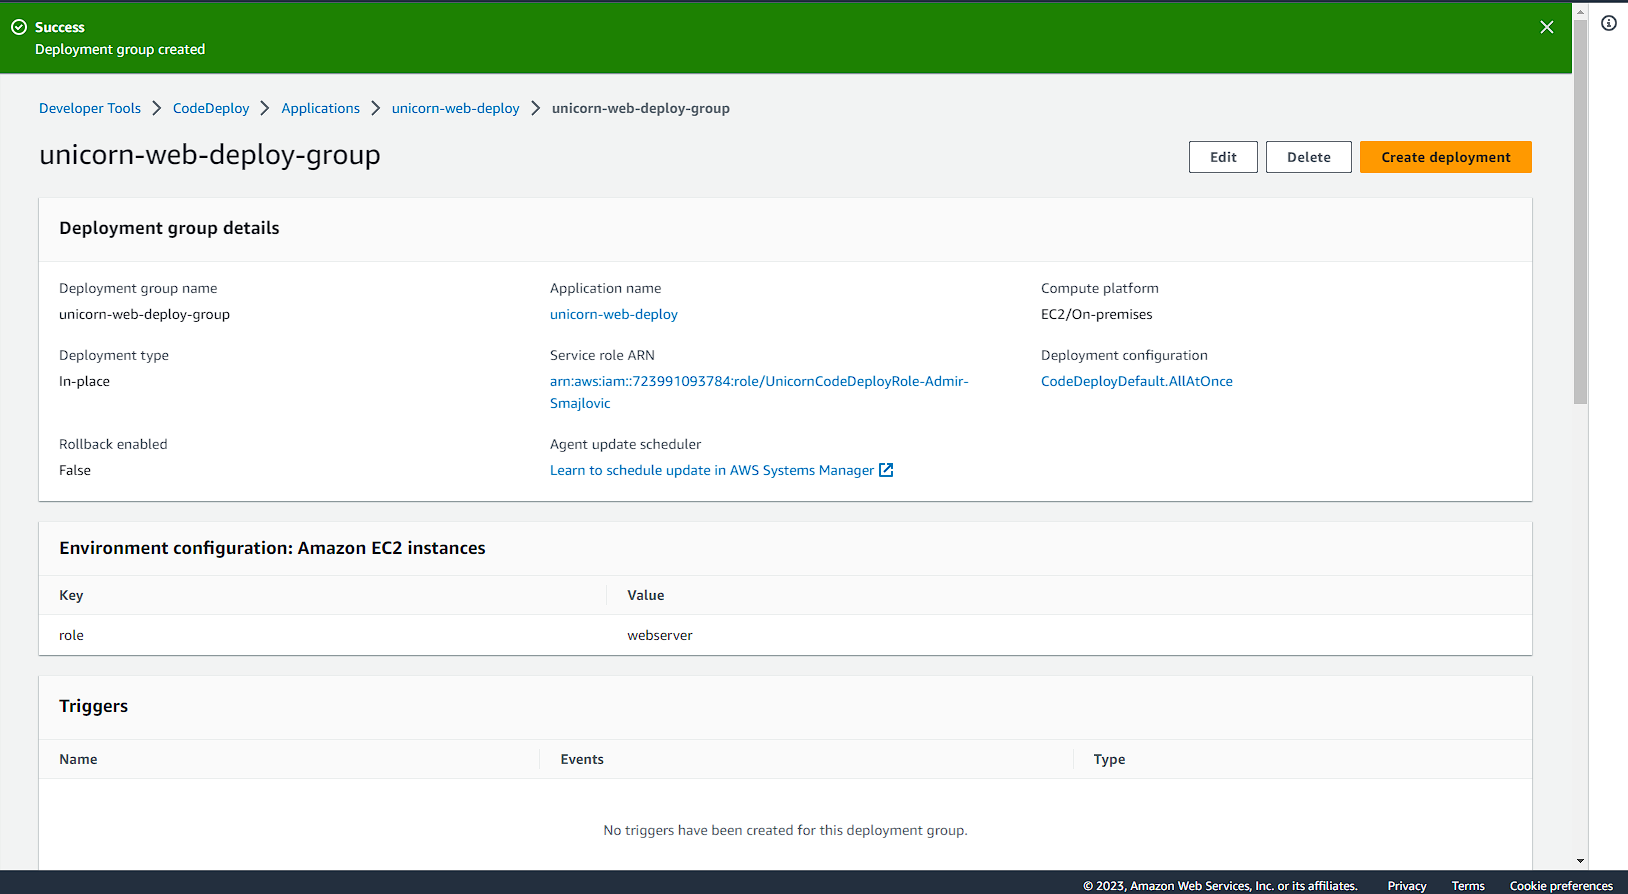 Success
Deployment group created
Developer Tools > CodeDeploy > Applications > unicorn-web-deploy > unicorn-web-deploy-group
unicorn-web-deploy-group
Edit
Delete
Create deployment
Deployment group details
Deployment group name
unicorn-web-deploy-group
Application name
unicorn-web-deploy
Compute platform
EC2/On-premises
Deployment type
In-place
Service role ARN
arn:aws:iam::723991093784:role/UnicornCodeDeployRole-Admir-
Smajlovic
Deployment configuration
CodeDeployDefault.AllAtOnce
Rollback enabled
False
Agent update scheduler
Learn to schedule update in AWS Systems Manager
Environment configuration: Amazon EC2 instances
Key
Value
role
webserver
Triggers
Name
Events
Type
No triggers have been created for this deployment group.
© 2023, Amazon Web Services, Inc. or its affiliates.
Privacy
Terms
Cookie preferences